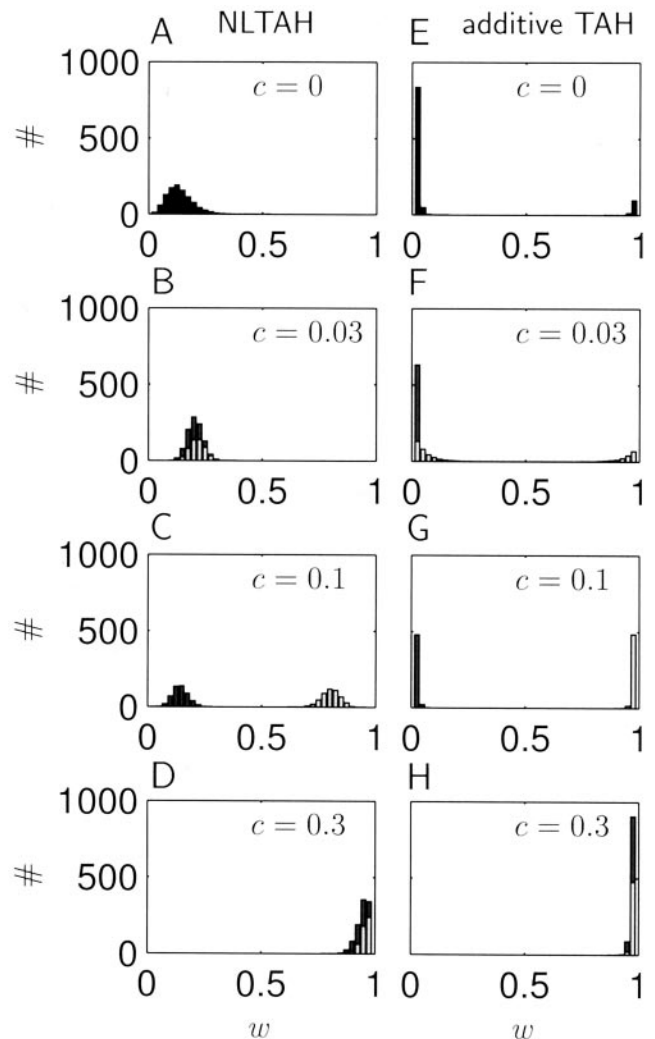 NLTAH additive TAH
A E
1000 c = 0 c = 0
# 500
0
0 0.5 1 0 0.5 1
B F
1000 c = 0.03 c = 0.03
# 500
0
0 0.5 1 0 0.5 1
C G
1000 c = 0.1 c = 0.1
# 500
0
0 0.5 1 0 0.5 1
D H
1000 c = 0.3 c = 0.3
# 500
0
0 0.5 1 0 0.5 1
w w